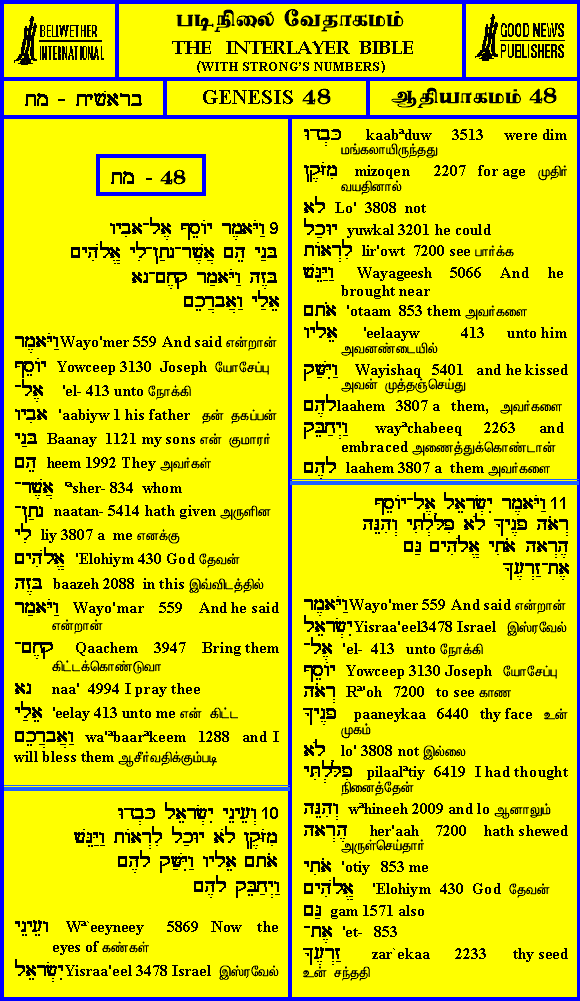 BELLWETHER
INTERNATIONAL
படிநிலை வேதாகமம்
THE INTERLAYER BIBLE
(WITH STRONG'S NUMBERS)
GOOD NEWS
PUBLISHERS
בראשית - מח
GENESIS 48
ஆதியாகமம் 48
מח - 48
9 וַיֹּאמֶר יוֹסֵף אֶל־אָבִיו
בָּנַי הֵם אֲשֶׁר־נָתַן־לִי אֱלֹהִים
בָּזֶה וַיֹּאמַר קָחֶם־נָא
אֵלַי וַאֲבָרֲכֵם
וַיֹּאמֶר Wayo'mer 559 And said என்றான்
יוֹסֵף Yowceep 3130 Joseph யோசேப்பு
אֶל־ 'el- 413 unto நோக்கி
אָבִיו 'aabiyw 1 his father தன் தகப்பன்
בָּנַי Baanay 1121 my sons என் குமாரர்
הֵם heem 1992 They அவர்கள்
אֲשֶׁר־ 'ªsher- 834 whom
נָתַן־ naatan- 5414 hath given அருளின
לִי liy 3807 a me எனக்கு
אֱלֹהִים 'Elohiym 430 God தேவன்
בָּזֶה baazeh 2088 in this இவ்விடத்தில்
וַיֹּאמַר Wayo'mar 559 And he said
என்றான்
קָחֶם־ Qaachem 3947 Bring them
கிட்டக்கொண்டுவா
נָא naa' 4994 I pray thee
אֵלַי 'eelay 413 unto me என் கிட்ட
וַאֲבָרֲכֵם wa'ªbaarªkeem 1288 and I
will bless them ஆசீர்வதிக்கும்படி
10 וְעֵינֵי יִשְׂרָאֵל כָּבְדוּ
מִזֹּקֶן לֹא יוּכַל לִרְאוֹת וַיַּגֵּשׁ
אֹתָם אֵלָיו וַיִּשַּׁק לָהֶם
וַיְחַבֵּק לָהֶם
וְעֵינֵי Wª`eeyneey 5869 Now the
eyes of கண்கள்
יִשְׂרָאֵל Yisraa'eel 3478 Israel இஸ்ரவேல்
כָּבְדוּ kaabªduw 3513 were dim
மங்கலாயிருந்தது
מִזֹּקֶן mizoqen 2207 for age முதிர்
வயதினால்
לֹא Lo' 3808 not
יוּכַל yuwkal 3201 he could
לִרְאוֹת lir'owt 7200 see பார்க்க
וַיַּגֵּשׁ Wayageesh 5066 And he
brought near
אֹתָם 'otaam 853 them அவர்களை
אֵלָיו 'eelaayw 413 unto him
அவனண்டையில்
וַיִּשַּׁק Wayishaq 5401 and he kissed
அவன் முத்தஞ்செய்து
לָהֶם laahem 3807 a them, அவர்களை
וַיְחַבֵּק wayªchabeeq 2263 and
embraced அணைத்துக்கொண்டான்
לָהֶם laahem 3807 a them அவர்களை
11 וַיֹּאמֶר יִשְׂרָאֵל אֶל־יוֹסֵף
רְאֹה פָנֶיךָ לֹא פִלָּלְתִּי וְהִנֵּה
הֶרְאָה אֹתִי אֱלֹהִים גַּם
אֶת־זַרְעֶךָ
וַיֹּאמֶר Wayo'mer 559 And said என்றான்
יִשְׂרָאֵל Yisraa'eel3478 Israel இஸ்ரவேல்
אֶל־ 'el- 413 unto நோக்கி
יוֹסֵף Yowceep 3130 Joseph யோசேப்பு
רְאֹה Rª'oh 7200 to see காண
פָנֶיךָ paaneykaa 6440 thy face உன்
முகம்
לֹא lo' 3808 not இல்லை
פִלָּלְתִּי pilaalªtiy 6419 I had thought
நினைத்தேன்
וְהִנֵּה wªhineeh 2009 and lo ஆனாலும்
הֶרְאָה her'aah 7200 hath shewed
அருள்செய்தார்
אֹתִי 'otiy 853 me
אֱלֹהִים 'Elohiym 430 God தேவன்
גַּם gam 1571 also
אֶת־ 'et- 853
זַרְעֶךָ zar`ekaa 2233 thy seed
உன் சந்ததி